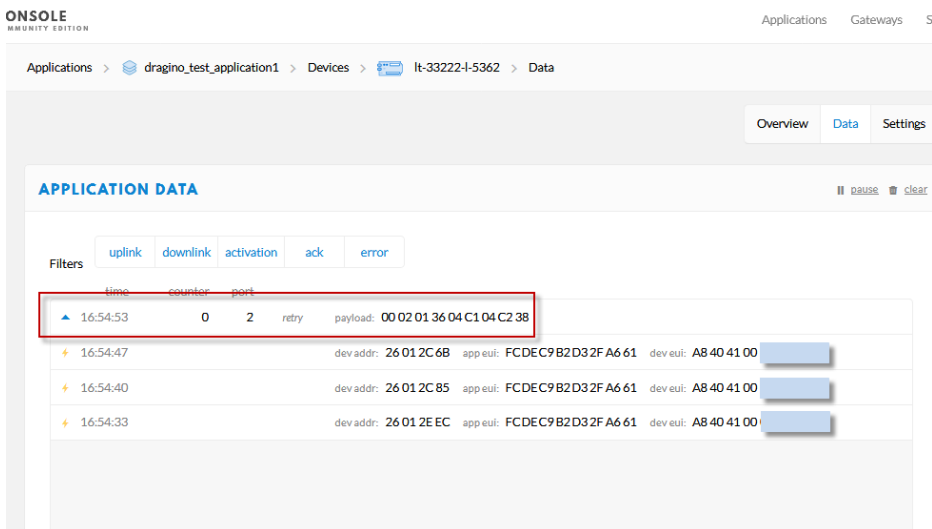 ONSOLE
MMUNITY EDITION
Applications Gateways S
Applications > dragino_test_application1 > Devices > lt-33222-l-5362 > Data
Overview Data Settings
APPLICATION DATA
pause clear
Filters uplink downlink activation ack error
time counter port
16:54:53 0 2 retry payload: 00 02 01 36 04 C1 04 C2 38
16:54:47 dev addr: 26 01 2C 6B app eui: FC DE C9 B2 D3 2F A6 61 dev eui: A8 40 41 00
16:54:40 dev addr: 26 01 2C 85 app eui: FC DE C9 B2 D3 2F A6 61 dev eui: A8 40 41 00
16:54:33 dev addr: 26 01 2E EC app eui: FC DE C9 B2 D3 2F A6 61 dev eui: A8 40 41 00